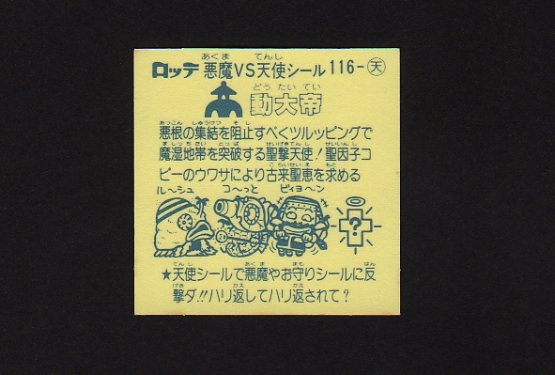 ロッテ 悪魔VS天使シール 116-天
動大帝
悪根の集結を阻止すべくツルッピングで
魔湿地帯を突破する聖撃天使!聖因子コ
ピーのウワサにより古来聖恵を求める
ルヘシュ コ〜っと ピィヨヘン
?
★天使シールで悪魔やお守りシールに反
撃ダ!!ハリ返してハリ返されて?